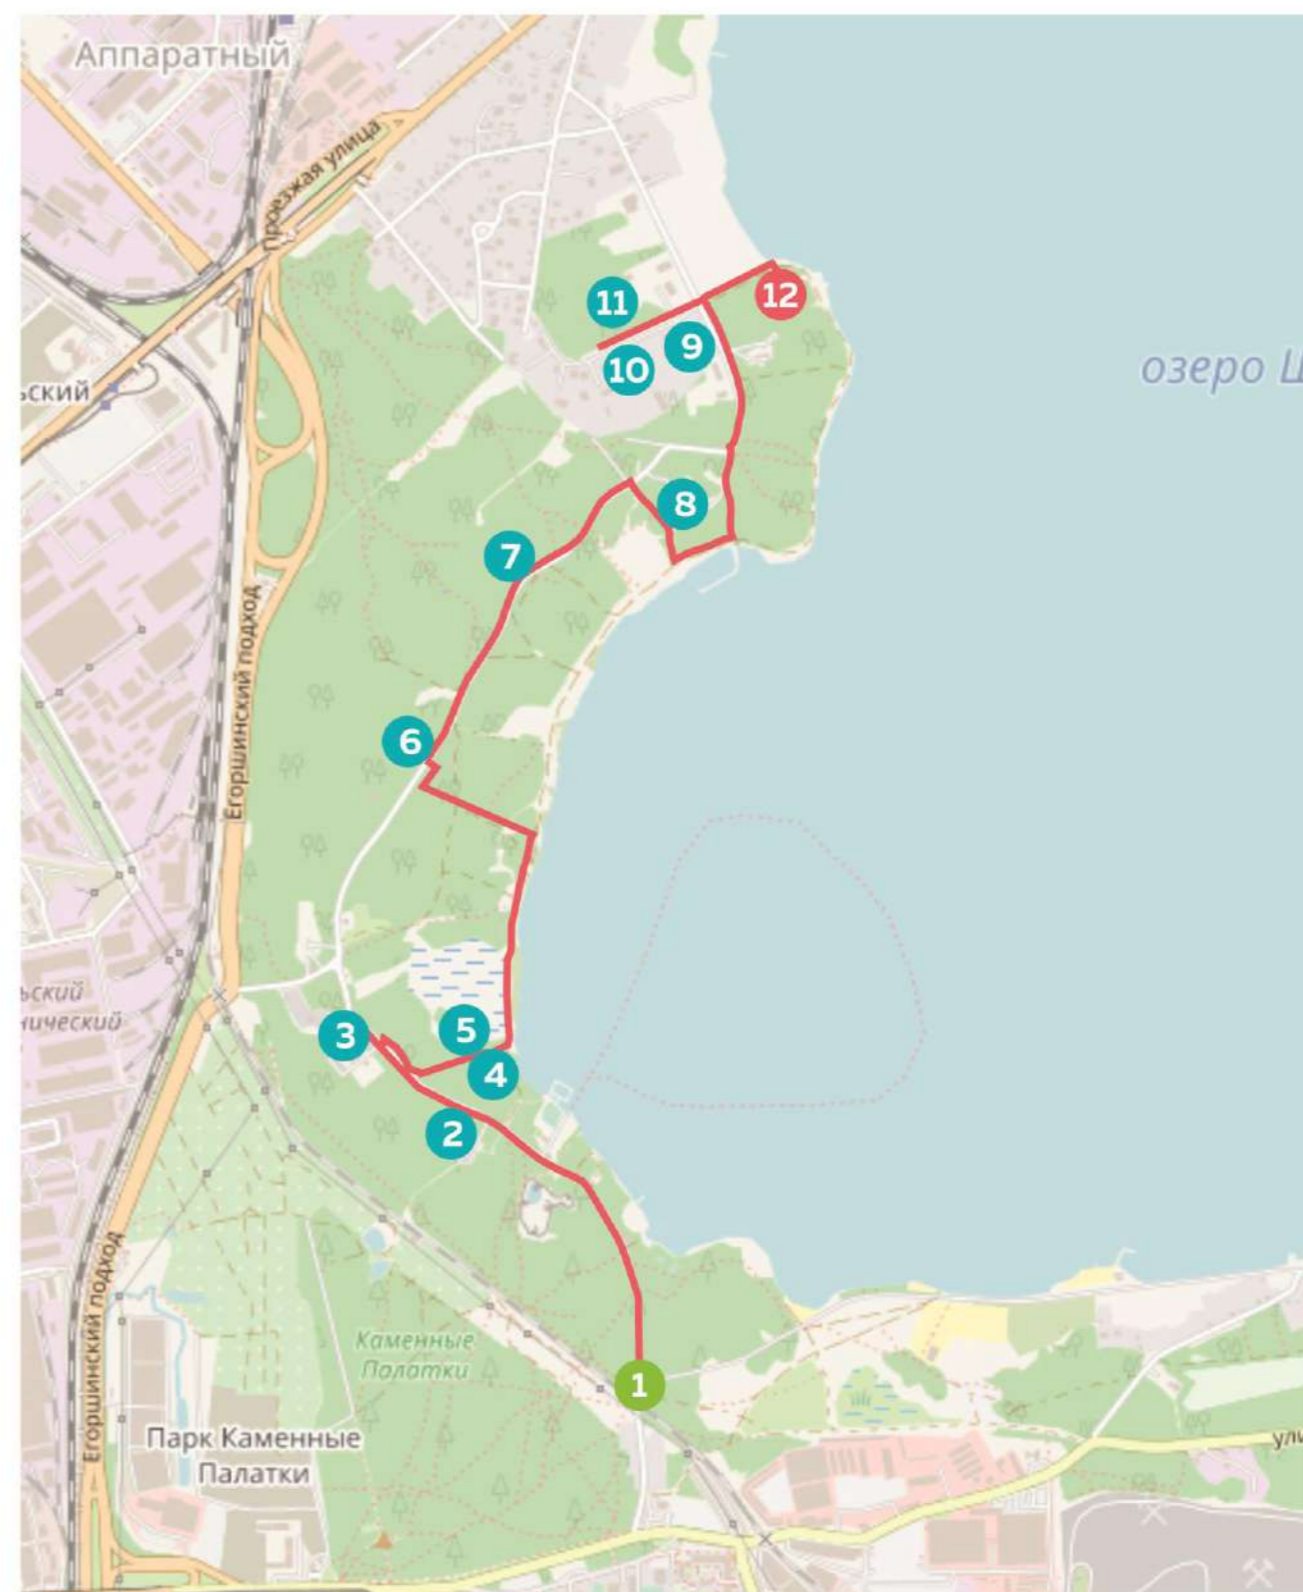 Аппаратный
Проезжая улица
11
12
9
10
озеро Ш
ьский
8
7
Егоршинский подход
6
ьский
нический
5
3
4
2
Егоршинский подход
Каменные
Палатки
1
Парк Каменные
Палатки
ули